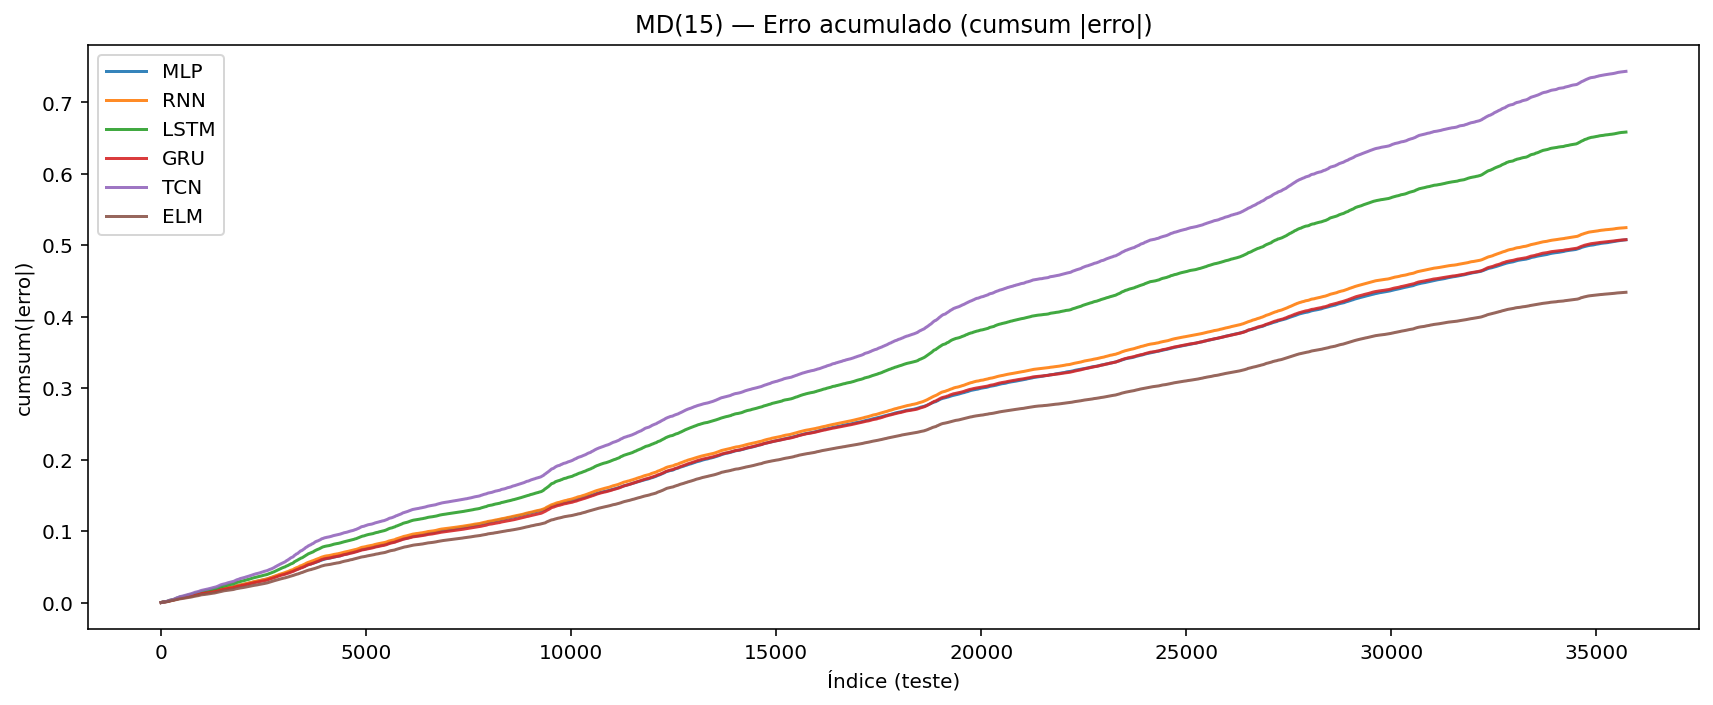 MD(15) — Erro acumulado (cumsum |erro|)
MLP
RNN
LSTM
GRU
TCN
ELM
cumsum(|erro|)
0.7
0.6
0.5
0.4
0.3
0.2
0.1
0.0
0 5000 10000 15000 20000 25000 30000 35000
Índice (teste)